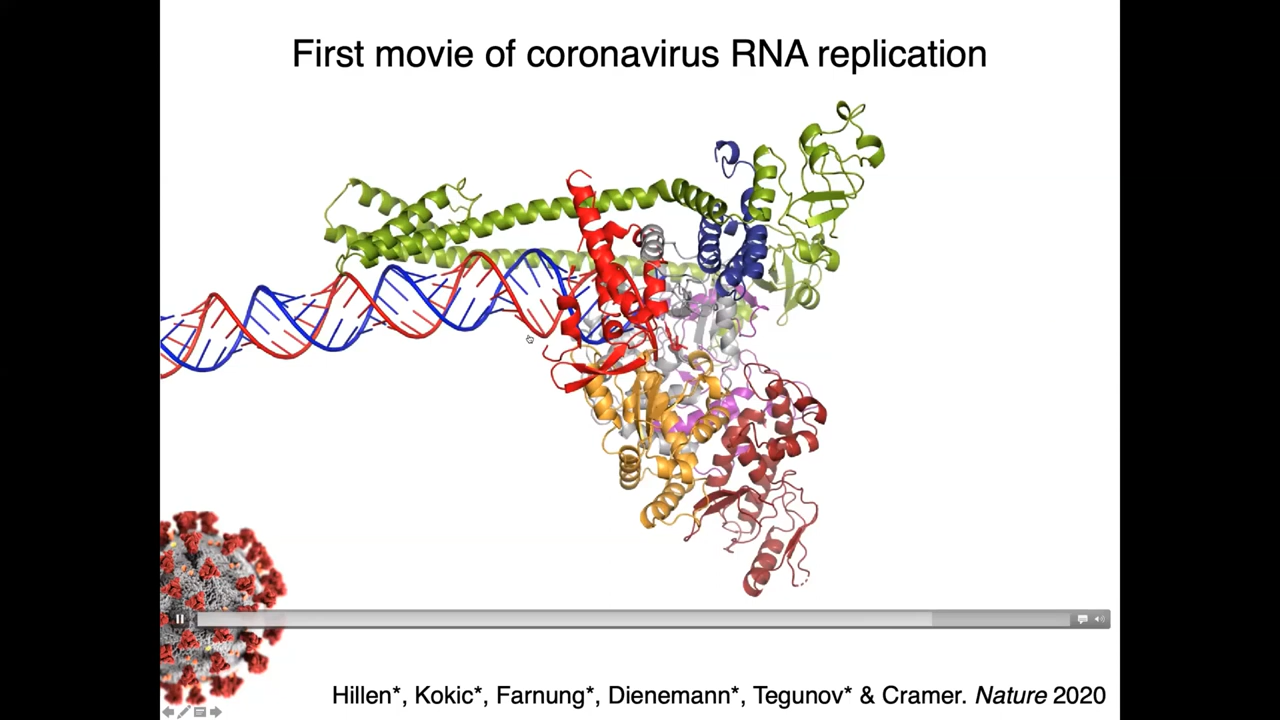 First movie of coronavirus RNA replication
Hillen*, Kokic*, Farnung*, Dienemann*, Tegunov* & Cramer. Nature 2020